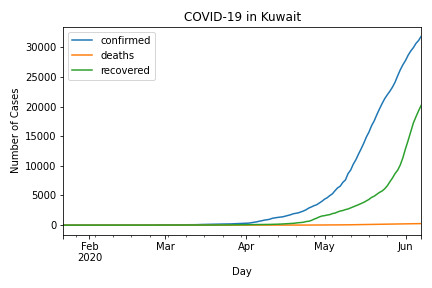 COVID-19 in Kuwait
confirmed
deaths
recovered
Number of Cases
30000
25000
20000
15000
10000
5000
0
Feb
2020
Mar
Apr
May
Jun
Day